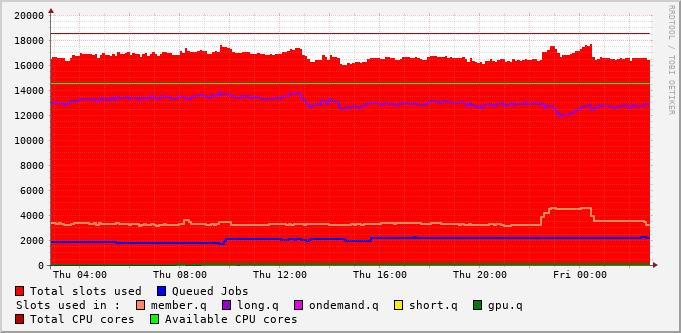 20000
18000
16000
14000
12000
10000
8000
6000
4000
2000
0
Thu 04:00 Thu 08:00 Thu 12:00 Thu 16:00 Thu 20:00 Fri 00:00
Total slots used Queued Jobs
Slots used in : member.q long.q ondemand.q short.q gpu.q
Total CPU cores Available CPU cores
RRDTOOL / TOBI OETIKER